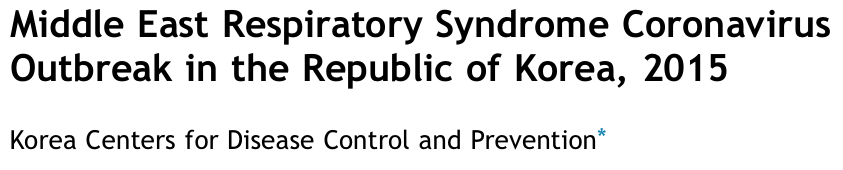 Middle East Respiratory Syndrome Coronavirus
Outbreak in the Republic of Korea, 2015
Korea Centers for Disease Control and Prevention*